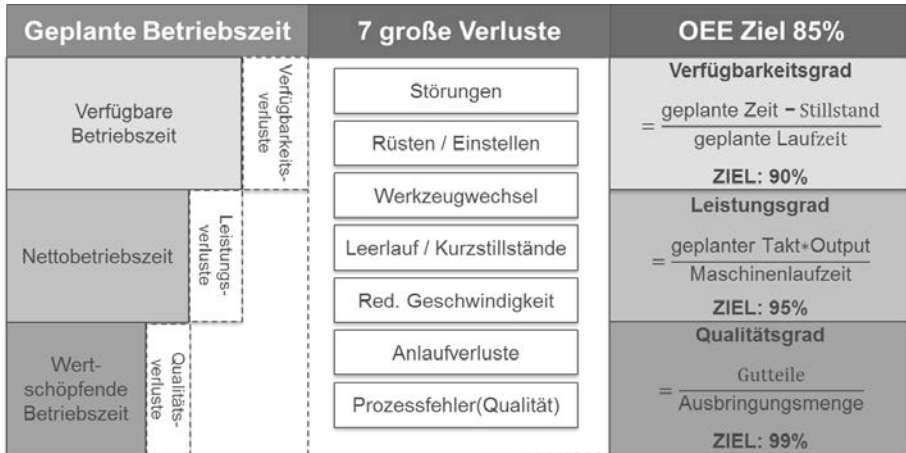 Geplante Betriebszeit
Verfügbare
Betriebszeit
Verfügbarkeits-
verluste
Nettobetriebszeit
Leistungs-
verluste
Wert-
schöpfende
Betriebszeit
Qualitäts-
verluste
7 große Verluste
Störungen
Rüsten / Einstellen
Werkzeugwechsel
Leerlauf / Kurzstillstände
Red. Geschwindigkeit
Anlaufverluste
Prozessfehler(Qualität)
OEE Ziel 85%
Verfügbarkeitsgrad
= geplante Zeit − Stillstand
geplante Laufzeit
ZIEL: 90%
Leistungsgrad
= geplanter Takt*Output
Maschinenlaufzeit
ZIEL: 95%
Qualitätsgrad
= Gutteile
Ausbringungsmenge
ZIEL: 99%